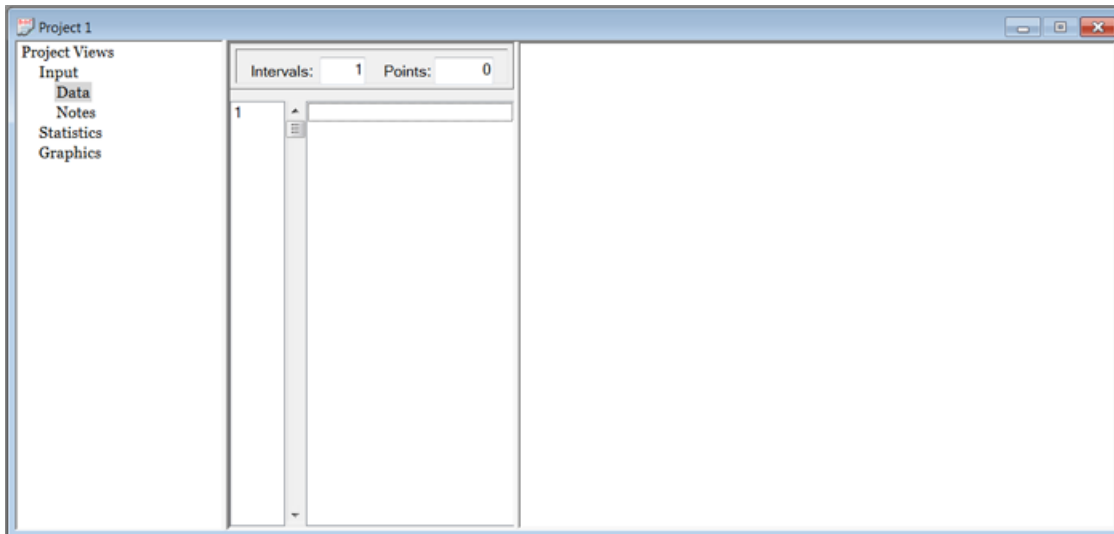 Project 1
Project Views
Input
Data
Notes
Statistics
Graphics
Intervals: 1 Points: 0
1